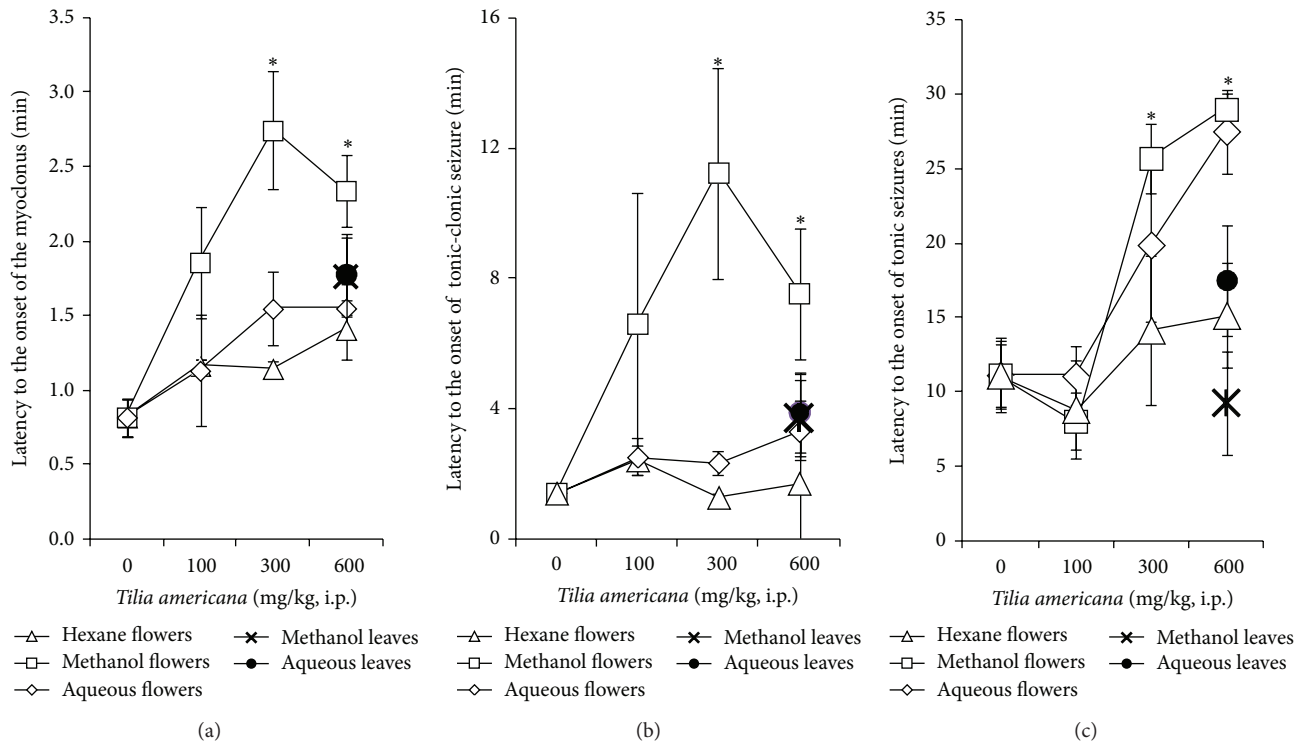 Latency to the onset of the myoclonus (min)
3.5
3.0
2.5
2.0
1.5
1.0
0.5
0.0
*
*
0 100 300 600
Tilia americana (mg/kg, i.p.)
Hexane flowers
Methanol flowers
Aqueous flowers
Methanol leaves
Aqueous leaves
(a)
Latency to the onset of tonic-clonic seizure (min)
16
12
8
4
0
*
*
0 100 300 600
Tilia americana (mg/kg, i.p.)
Hexane flowers
Methanol flowers
Aqueous flowers
Methanol leaves
Aqueous leaves
(b)
Latency to the onset of tonic seizures (min)
35
30
25
20
15
10
5
0
*
*
0 100 300 600
Tilia americana (mg/kg, i.p.)
Hexane flowers
Methanol flowers
Aqueous flowers
Methanol leaves
Aqueous leaves
(c)